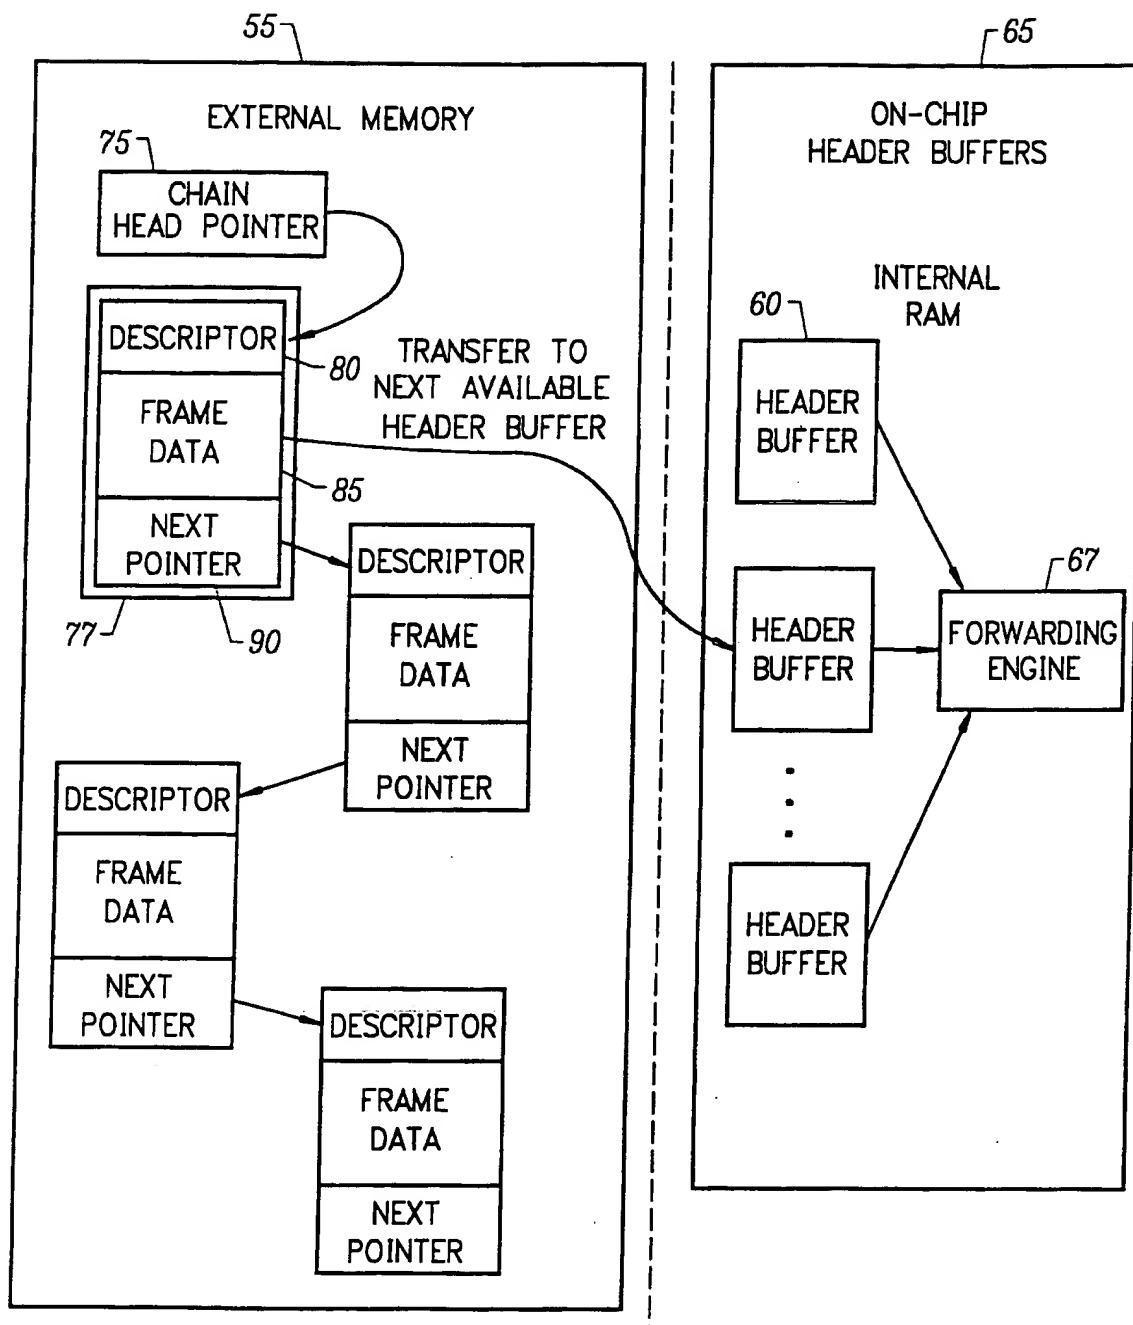 55
EXTERNAL MEMORY
75
CHAIN
HEAD POINTER
DESCRIPTOR
80
FRAME
DATA
85
NEXT
POINTER
77
90
TRANSFER TO
NEXT AVAILABLE
HEADER BUFFER
DESCRIPTOR
FRAME
DATA
NEXT
POINTER
DESCRIPTOR
FRAME
DATA
NEXT
POINTER
DESCRIPTOR
FRAME
DATA
NEXT
POINTER
65
ON-CHIP
HEADER BUFFERS
INTERNAL
RAM
60
HEADER
BUFFER
HEADER
BUFFER
67
FORWARDING
ENGINE
HEADER
BUFFER